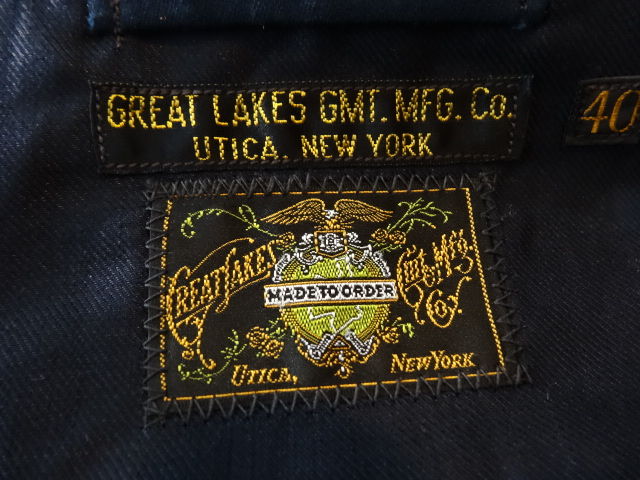 GREAT LAKES GMT. MFG. Co.
UTICA, NEW YORK
40
GREAT LAKES
GMT. MFG.
Co.
MADE TO ORDER
UTICA, NEW YORK